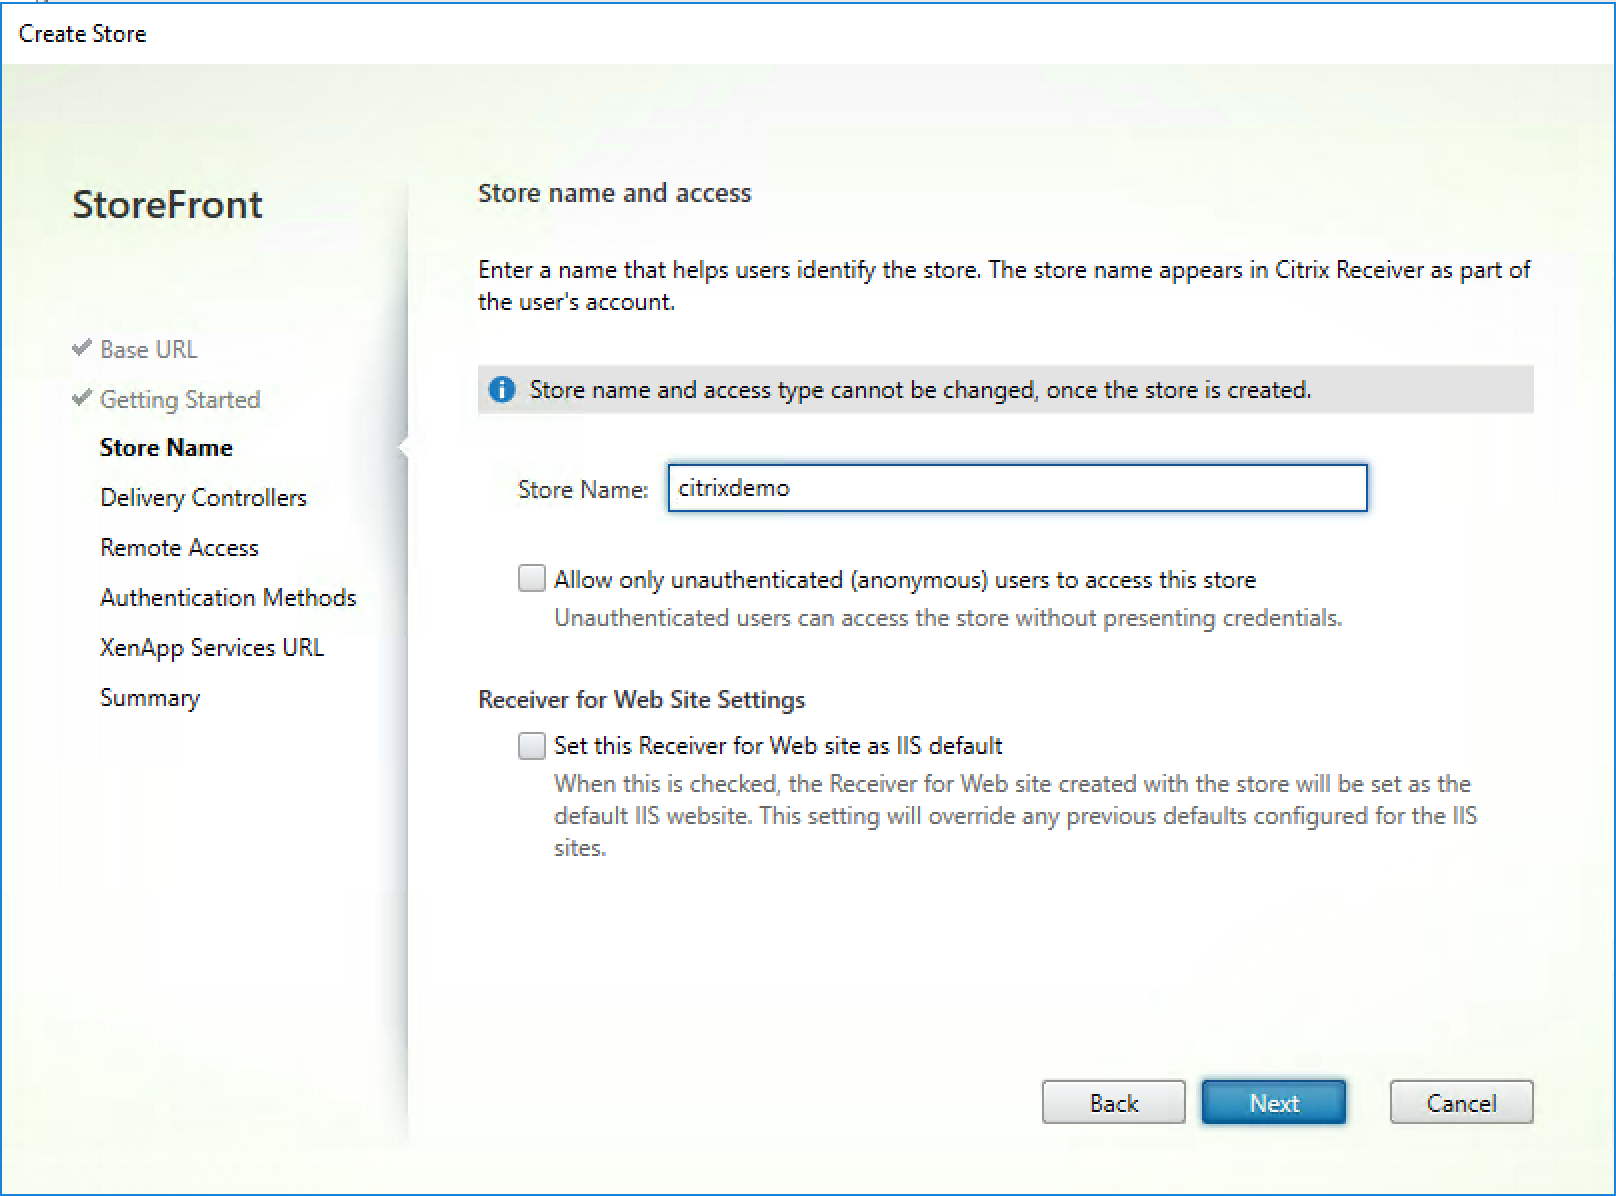 Create Store
StoreFront
Base URL
Getting Started
Store Name
Delivery Controllers
Remote Access
Authentication Methods
XenApp Services URL
Summary
Store name and access
Enter a name that helps users identify the store. The store name appears in Citrix Receiver as part of
the user's account.
Store name and access type cannot be changed, once the store is created.
Store Name: citrixdemo
Allow only unauthenticated (anonymous) users to access this store
Unauthenticated users can access the store without presenting credentials.
Receiver for Web Site Settings
Set this Receiver for Web site as IIS default
When this is checked, the Receiver for Web site created with the store will be set as the
default IIS website. This setting will override any previous defaults configured for the IIS
sites.
Back Next Cancel